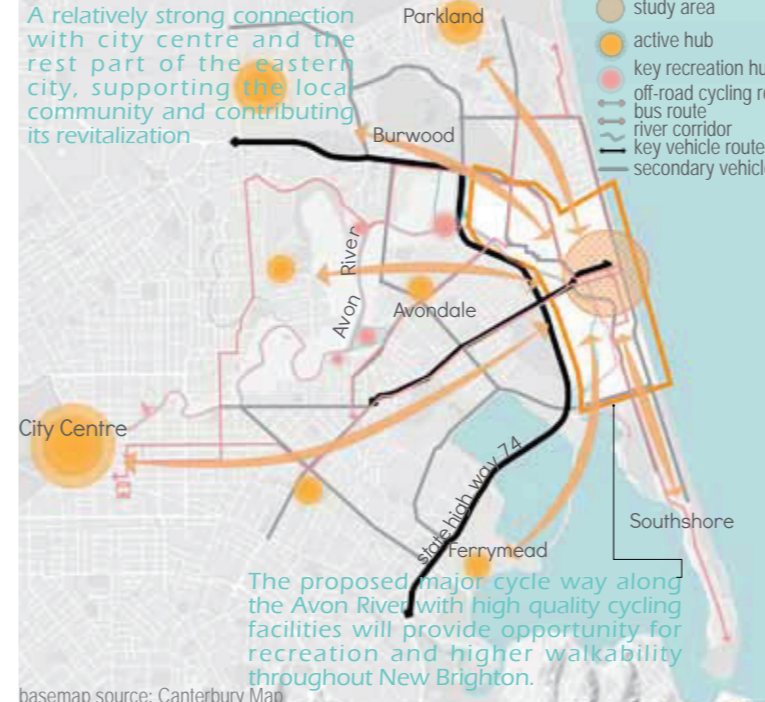 A relatively strong connection
with city centre and the
rest part of the eastern
city, supporting the local
community and contributing
its revitalization
Parkland
study area
active hub
key recreation hu
off-road cycling ro
bus route
river corridor
key vehicle route
secondary vehicle
Burwood
Avon River
Avondale
City Centre
state high way 74
Southshore
Ferrymead
The proposed major cycle way along
the Avon River with high quality cycling
facilities will provide opportunity for
recreation and higher walkability
throughout New Brighton.
basemap source: Canterbury Map